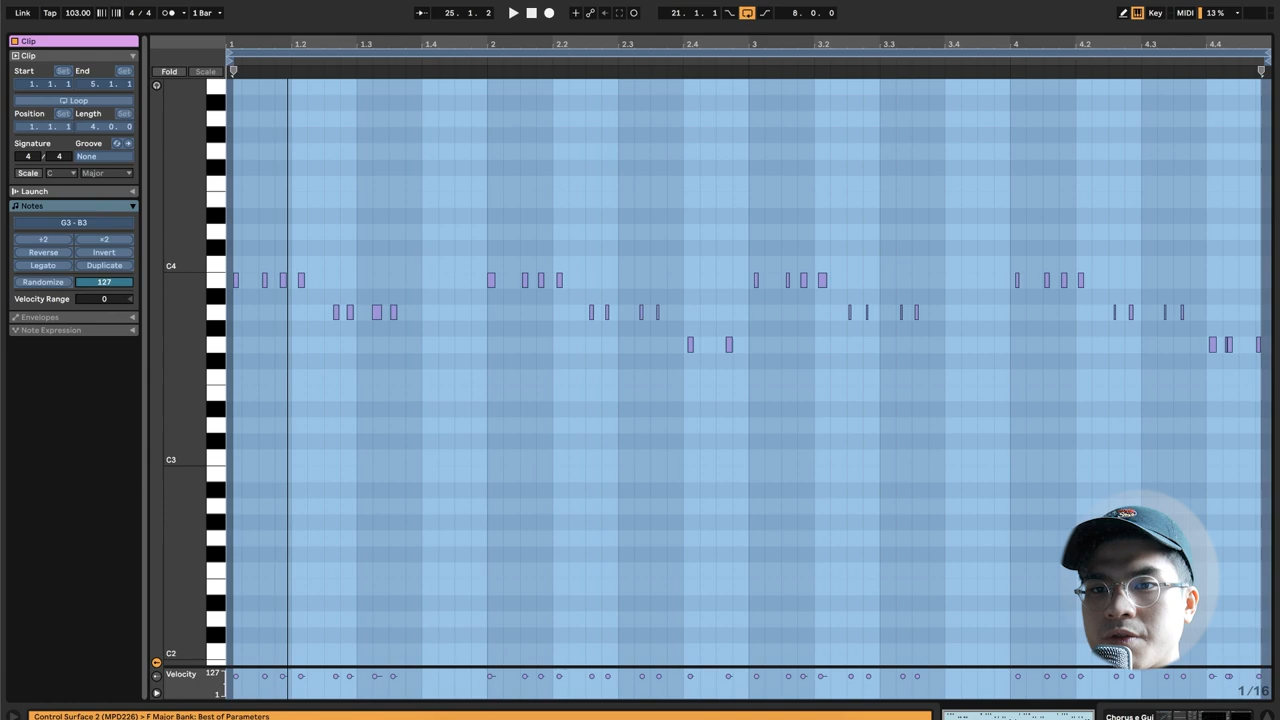 Link Tap 103.00 4 / 4 1 Bar 25. 1. 2 21. 1. 1 8. 0. 0 Key MIDI 13 %
Clip
Clip
Start Set End Set
1. 1. 1 5. 1. 1
Loop
Position Set Length Set
1. 1. 1 4. 0. 0
Signature Groove
4 / 4 None
Scale C Major
Launch
Notes
G3 - B3
÷2 ×2
Reverse Invert
Legato Duplicate
Randomize 127
Velocity Range 0
Envelopes
Note Expression
1 1.2 1.3 1.4 2 2.2 2.3 2.4 3 3.2 3.3 3.4 4 4.2 4.3 4.4
Fold Scale
C4
C3
C2
Velocity 127
1
1/16
Control Surface 2 (MPD226) > F Major Bank: Best of Parameters
Chorus e Gui